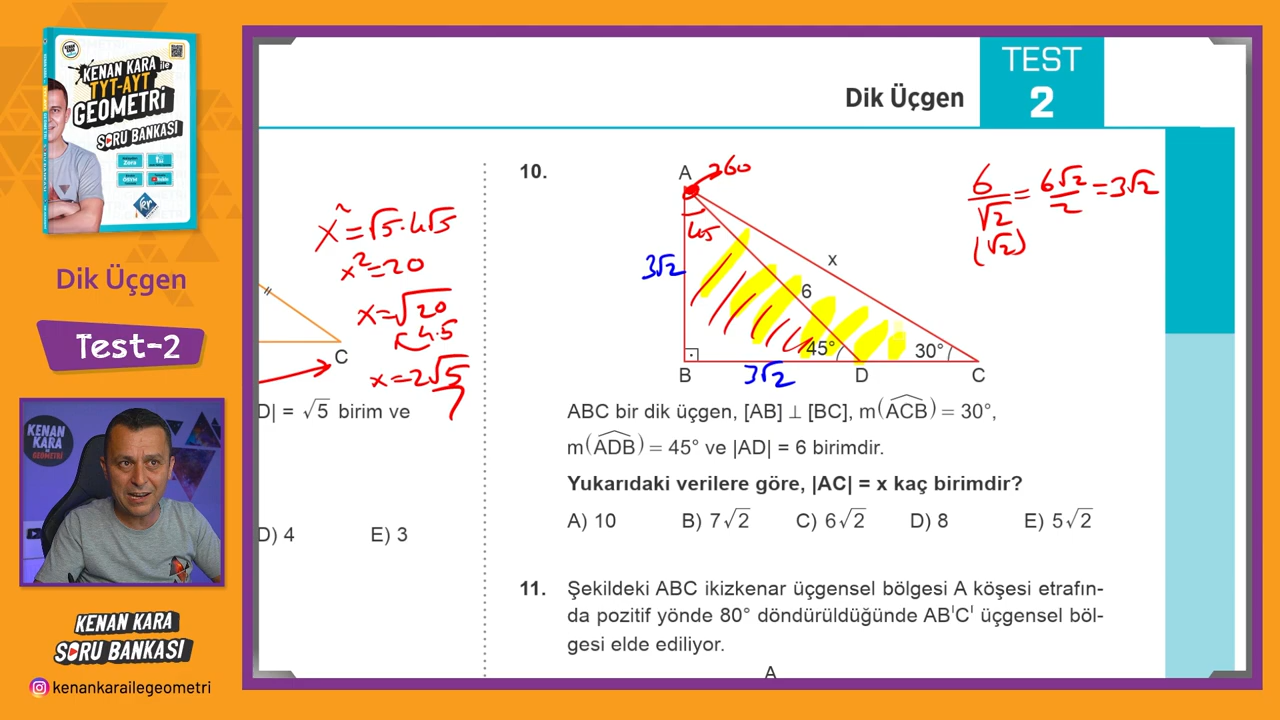 KENAN KARA ile
TYT-AYT
GEOMETRİ
SORU BANKASI
Dik Üçgen
Test-2
KENAN
KARA
GEOMETRİ
KENAN KARA
SORU BANKASI
kenankarailegeometri
TEST
2
Dik Üçgen
x² = √5·4√5
x² = 20
x = √20
4·5
x = 2√5
C
D| = √5 birim ve
D) 4 E) 3
10.
A
260
45
3√2
x
6
45° 30°
B 3√2 D C
6/√2 = 6√2/2 = 3√2
(√2)
ABC bir dik üçgen, [AB] ⊥ [BC], m(ACB) = 30°,
m(ADB) = 45° ve |AD| = 6 birimdir.
Yukarıdaki verilere göre, |AC| = x kaç birimdir?
A) 10 B) 7√2 C) 6√2 D) 8 E) 5√2
11. Şekildeki ABC ikizkenar üçgensel bölgesi A köşesi etrafın-
da pozitif yönde 80° döndürüldüğünde AB'C' üçgensel böl-
gesi elde ediliyor.
A